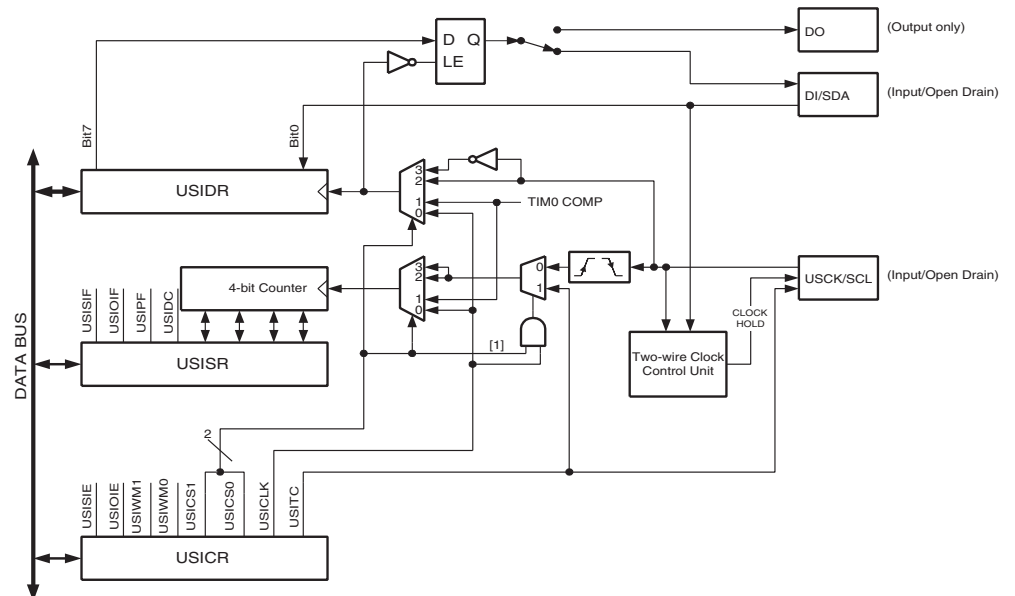 D Q
LE
DO
(Output only)
DI/SDA
(Input/Open Drain)
Bit7
Bit0
USIDR
3
2
1
0
TIM0 COMP
DATA BUS
USISIF
USIOIF
USIPF
USIDC
4-bit Counter
3
2
1
0
0
1
USCK/SCL
(Input/Open Drain)
CLOCK
HOLD
[1]
USISR
Two-wire Clock
Control Unit
2
USISIE
USIOIE
USIWM1
USIWM0
USICS1
USICS0
USICLK
USITC
USICR